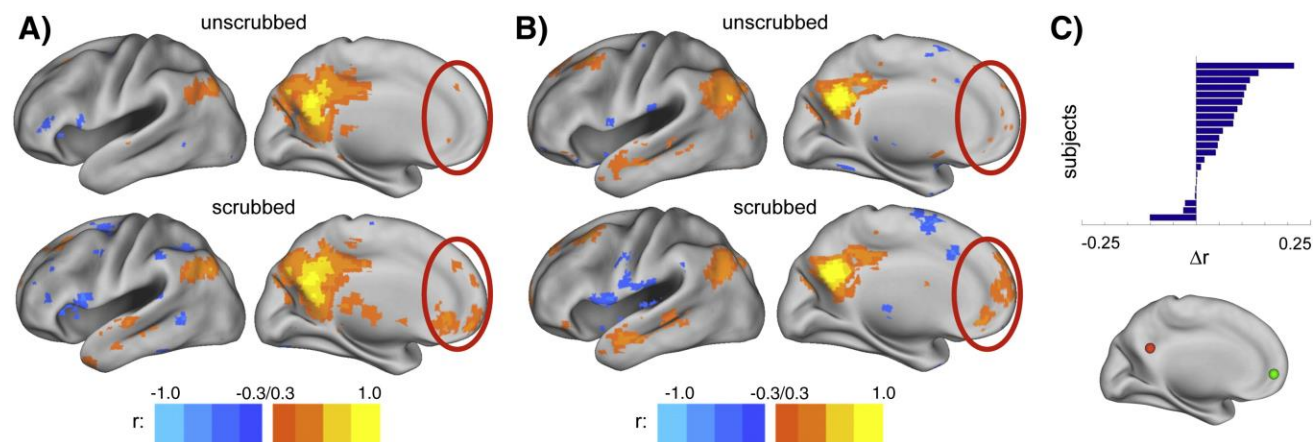 A)
unscrubbed
scrubbed
r:
-1.0
-0.3/0.3
1.0
B)
unscrubbed
scrubbed
r:
-1.0
-0.3/0.3
1.0
C)
subjects
-0.25
Δr
0.25